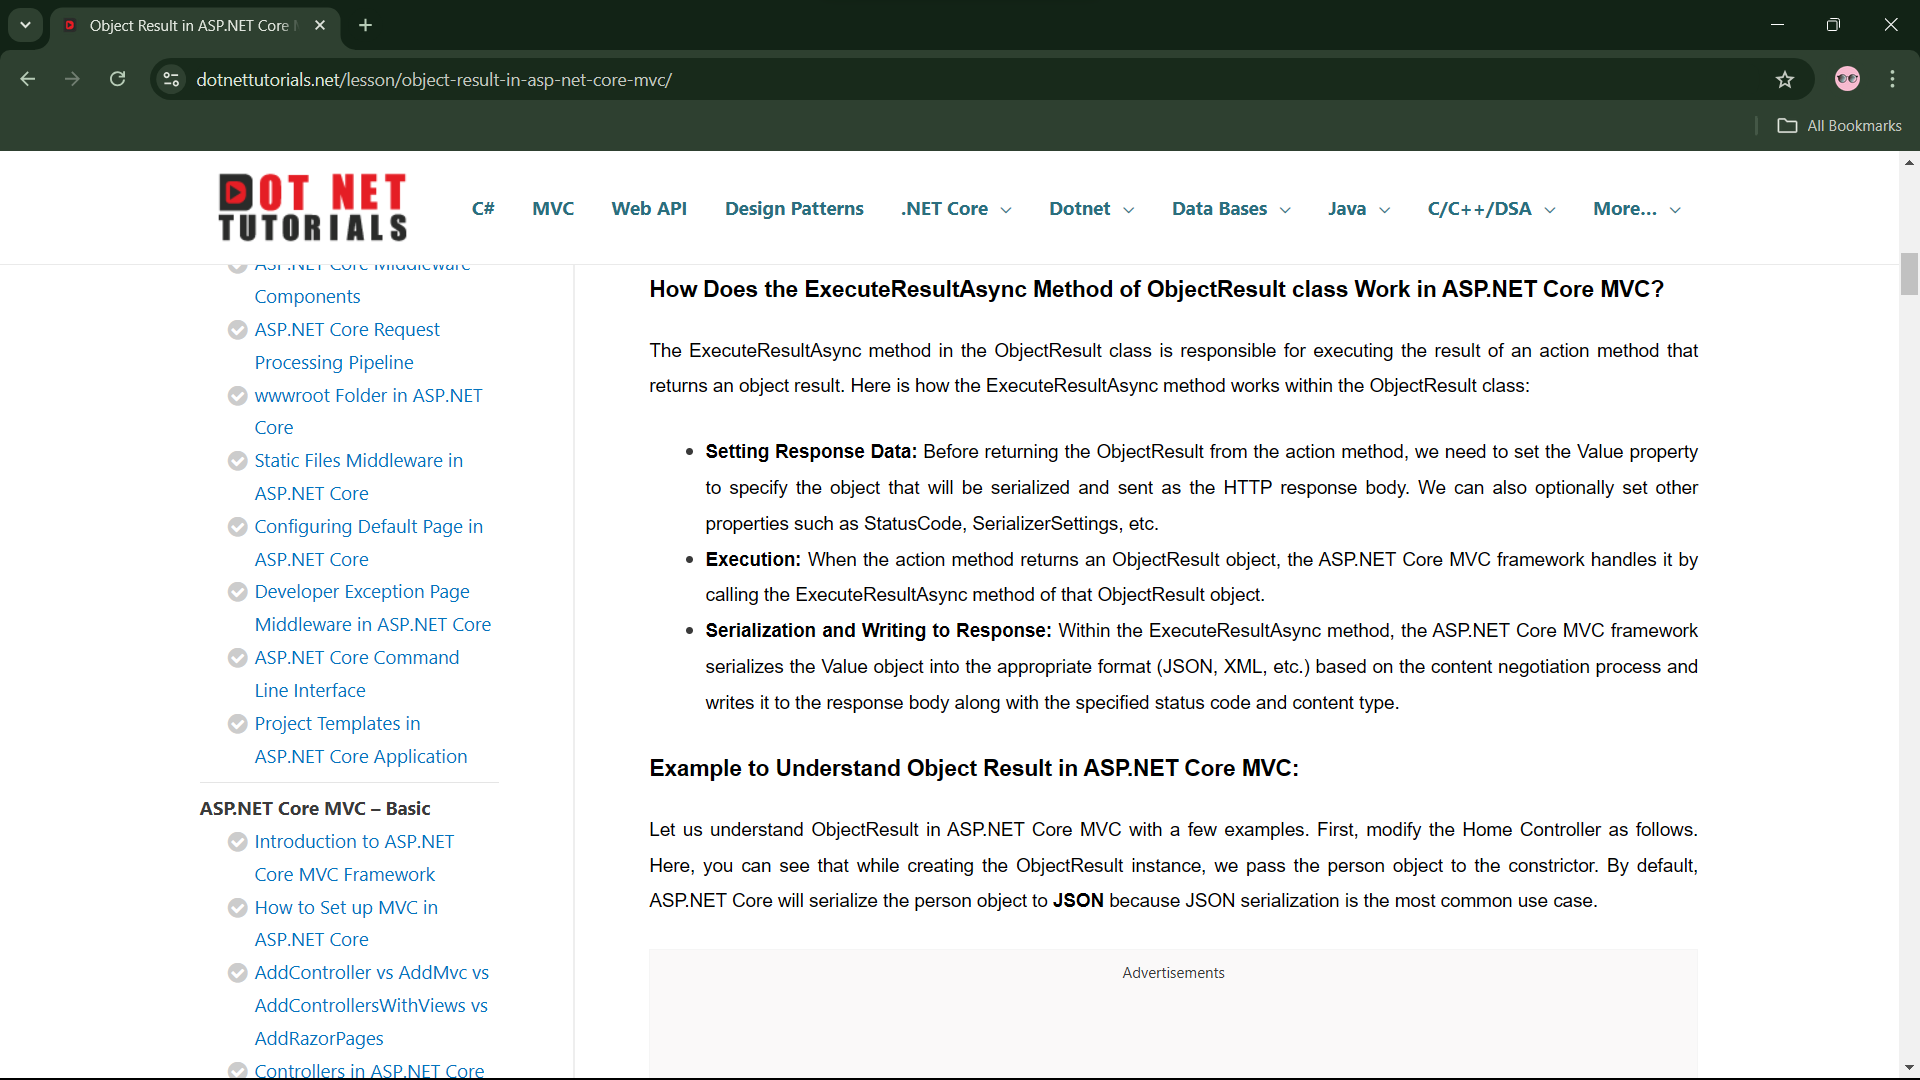 Object Result in ASP.NET Core
dotnettutorials.net/lesson/object-result-in-asp-net-core-mvc/
All Bookmarks
DOT NET
TUTORIALS
C# MVC Web API Design Patterns .NET Core Dotnet Data Bases Java C/C++/DSA More...
ASP.NET Core Middleware
Components
ASP.NET Core Request
Processing Pipeline
wwwroot Folder in ASP.NET
Core
Static Files Middleware in
ASP.NET Core
Configuring Default Page in
ASP.NET Core
Developer Exception Page
Middleware in ASP.NET Core
ASP.NET Core Command
Line Interface
Project Templates in
ASP.NET Core Application
ASP.NET Core MVC – Basic
Introduction to ASP.NET
Core MVC Framework
How to Set up MVC in
ASP.NET Core
AddController vs AddMvc vs
AddControllersWithViews vs
AddRazorPages
Controllers in ASP.NET Core
How Does the ExecuteResultAsync Method of ObjectResult class Work in ASP.NET Core MVC?
The ExecuteResultAsync method in the ObjectResult class is responsible for executing the result of an action method that
returns an object result. Here is how the ExecuteResultAsync method works within the ObjectResult class:
Setting Response Data: Before returning the ObjectResult from the action method, we need to set the Value property
to specify the object that will be serialized and sent as the HTTP response body. We can also optionally set other
properties such as StatusCode, SerializerSettings, etc.
Execution: When the action method returns an ObjectResult object, the ASP.NET Core MVC framework handles it by
calling the ExecuteResultAsync method of that ObjectResult object.
Serialization and Writing to Response: Within the ExecuteResultAsync method, the ASP.NET Core MVC framework
serializes the Value object into the appropriate format (JSON, XML, etc.) based on the content negotiation process and
writes it to the response body along with the specified status code and content type.
Example to Understand Object Result in ASP.NET Core MVC:
Let us understand ObjectResult in ASP.NET Core MVC with a few examples. First, modify the Home Controller as follows.
Here, you can see that while creating the ObjectResult instance, we pass the person object to the constrictor. By default,
ASP.NET Core will serialize the person object to JSON because JSON serialization is the most common use case.
Advertisements